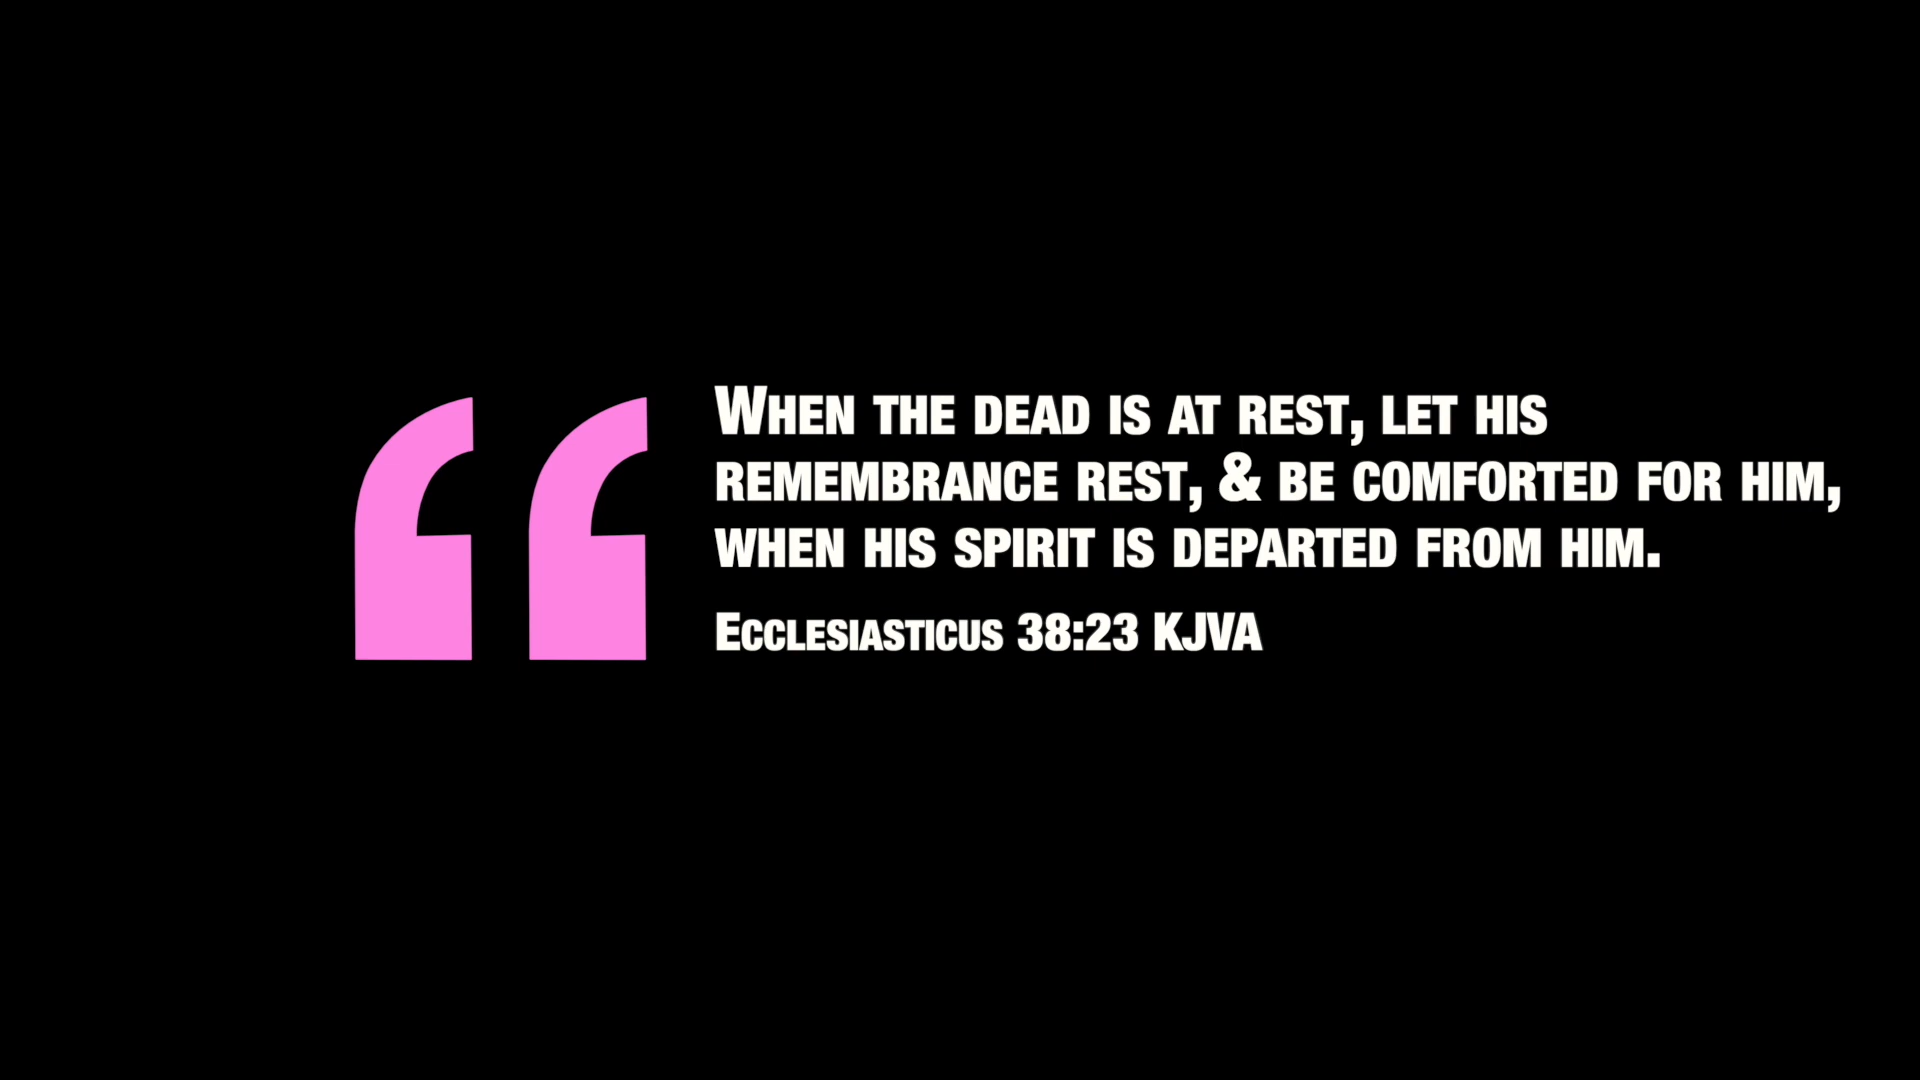 When the dead is at rest, let his
remembrance rest, & be comforted for him,
when his spirit is departed from him.
Ecclesiasticus 38:23 KJVA